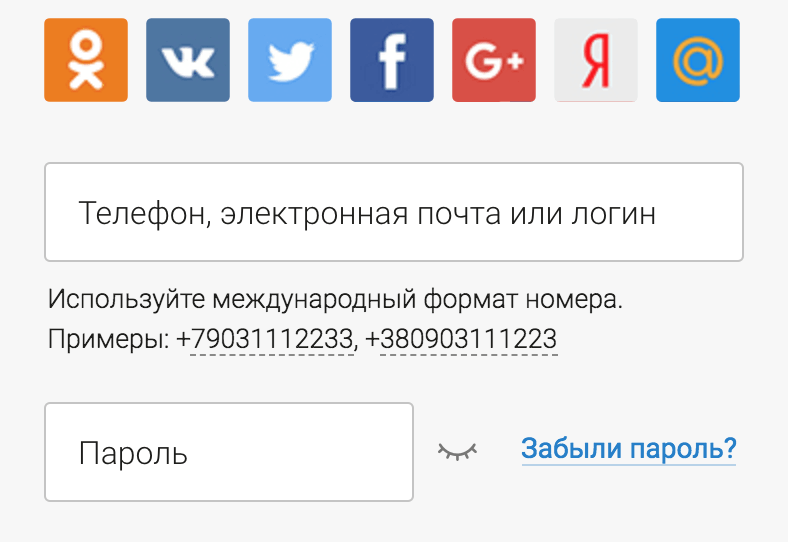 G+ Я @
Телефон, электронная почта или логин
Используйте международный формат номера.
Примеры: +79031112233, +380903111223
Пароль
Забыли пароль?